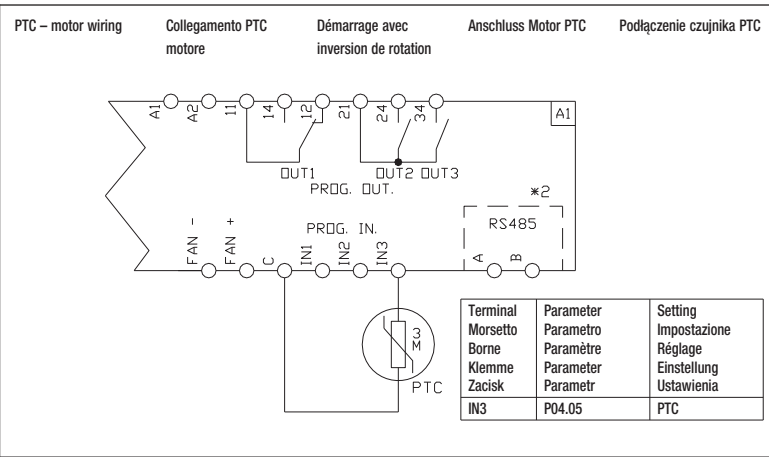 PTC – motor wiring
Collegamento PTC
motore
Démarrage avec
inversion de rotation
Anschluss Motor PTC
Podłączenie czujnika PTC
A1
A2
11
14
12
21
24
34
A1
OUT1
OUT2
OUT3
PROG. OUT.
*2
RS485
PROG. IN.
FAN -
FAN +
C
IN1
IN2
IN3
A
B
3
M
PTC
Terminal Parameter Setting
Morsetto Parametro Impostazione
Borne Paramètre Réglage
Klemme Parameter Einstellung
Zacisk Parametr Ustawienia
IN3 P04.05 PTC